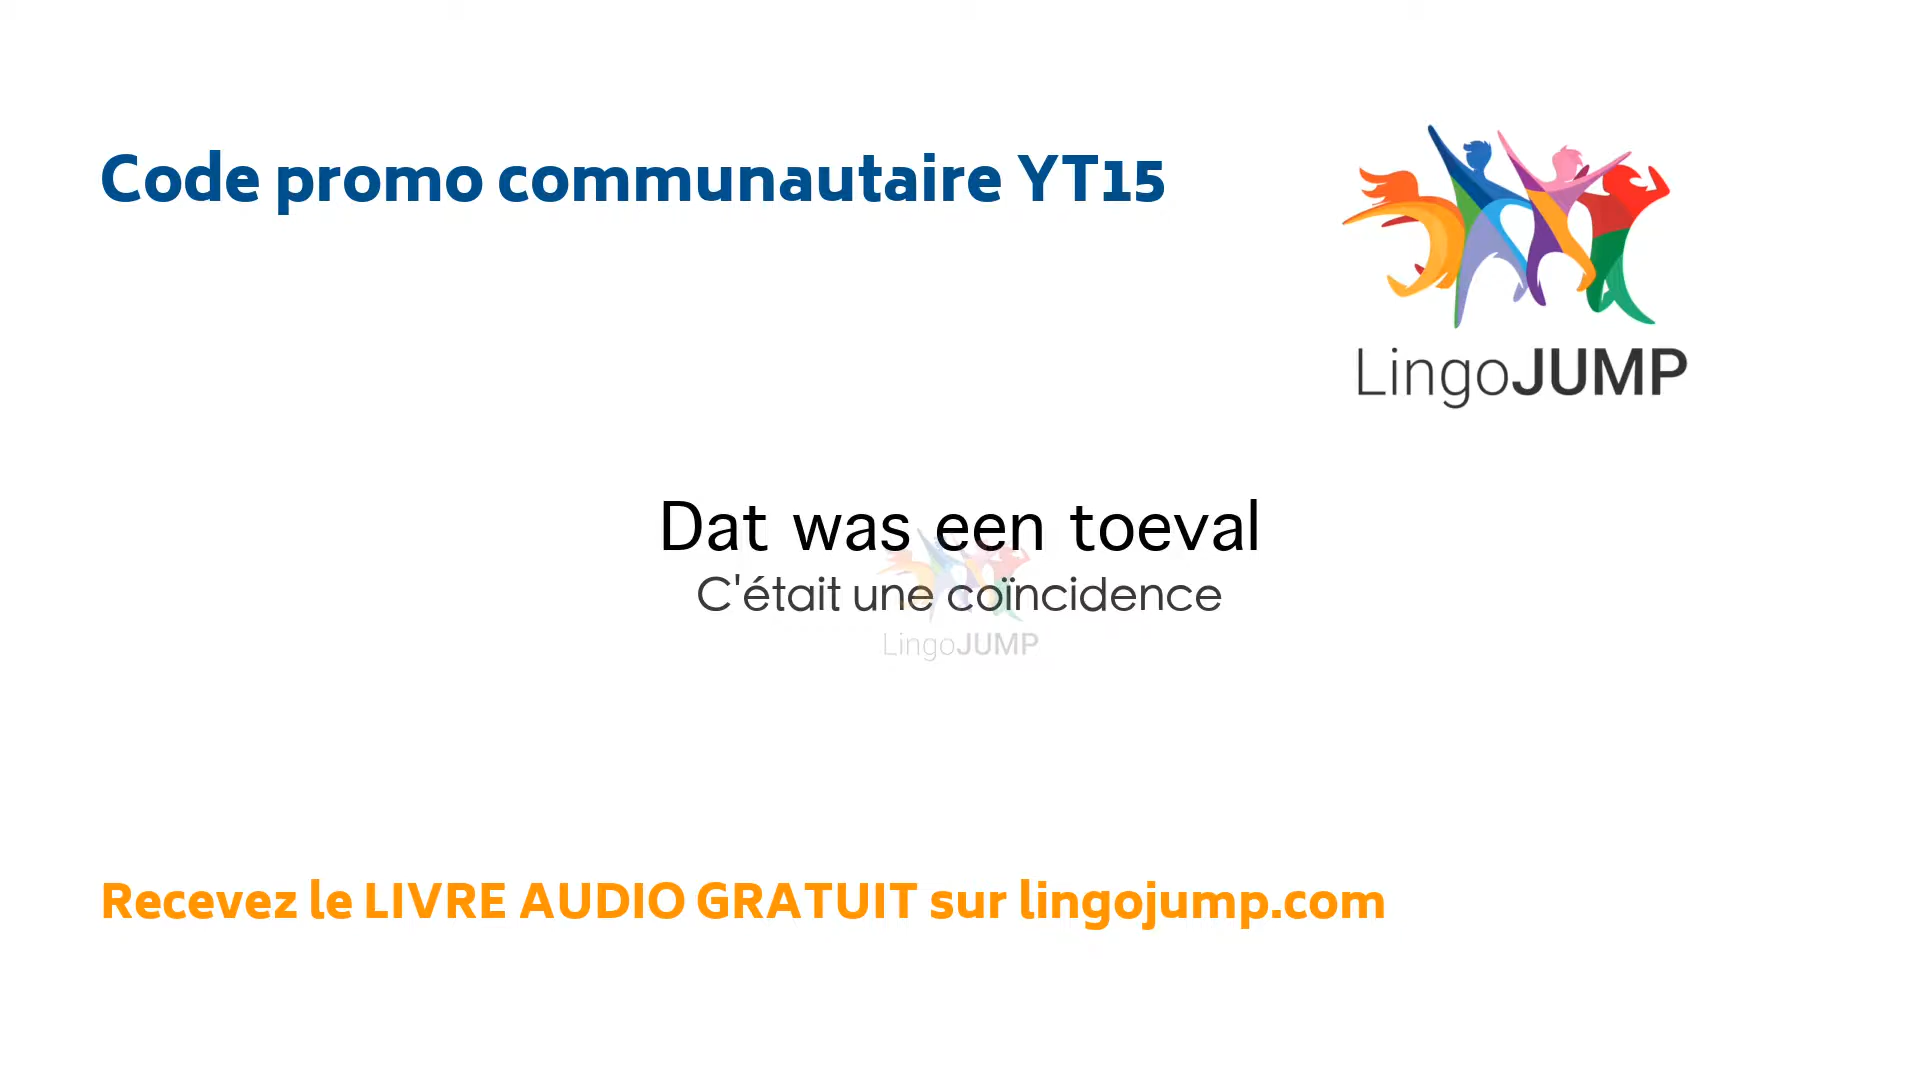 Code promo communautaire YT15
LingoJUMP
Dat was een toeval
C'était une coïncidence
LingoJUMP
Recevez le LIVRE AUDIO GRATUIT sur lingojump.com